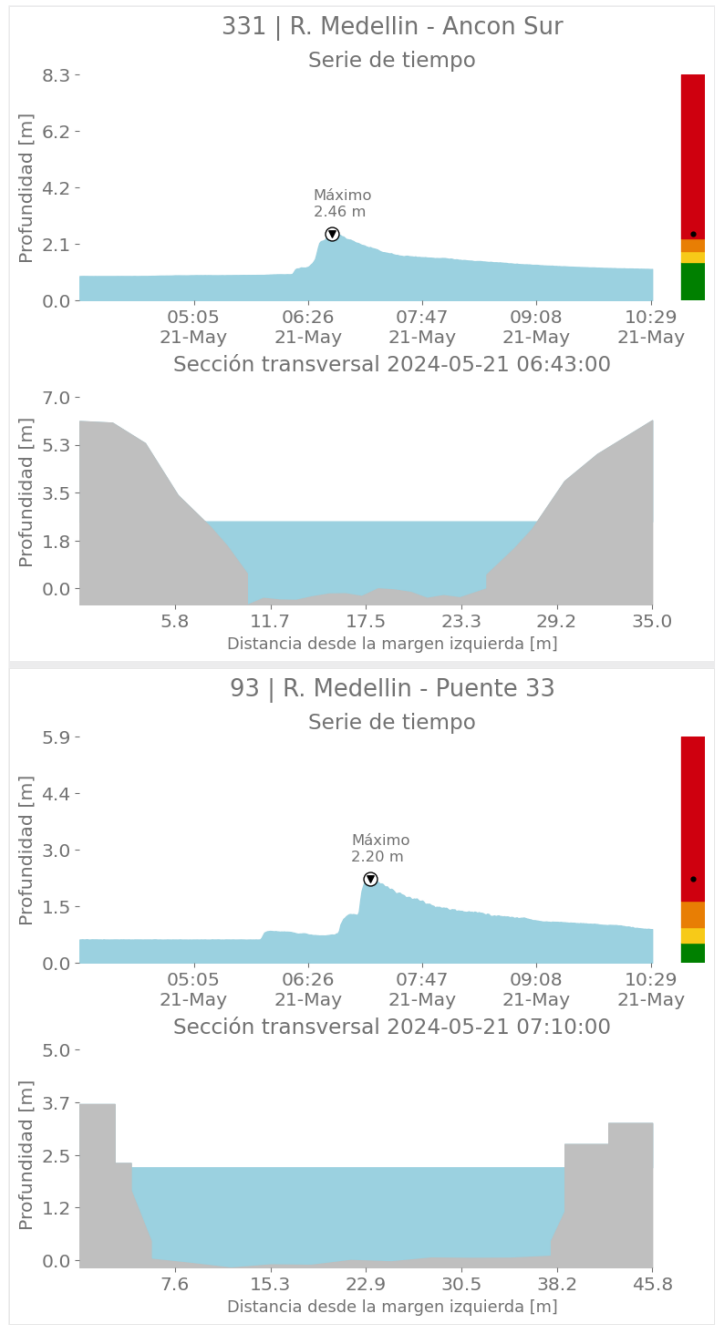 331 | R. Medellin - Ancon Sur
Serie de tiempo
8.3
6.2
4.2
2.1
0.0
Profundidad [m]
Máximo
2.46 m
05:05 06:26 07:47 09:08 10:29
21-May 21-May 21-May 21-May 21-May
Sección transversal 2024-05-21 06:43:00
7.0
5.3
3.5
1.8
0.0
Profundidad [m]
5.8 11.7 17.5 23.3 29.2 35.0
Distancia desde la margen izquierda [m]
93 | R. Medellin - Puente 33
Serie de tiempo
5.9
4.4
3.0
1.5
0.0
Profundidad [m]
Máximo
2.20 m
05:05 06:26 07:47 09:08 10:29
21-May 21-May 21-May 21-May 21-May
Sección transversal 2024-05-21 07:10:00
5.0
3.7
2.5
1.2
0.0
Profundidad [m]
7.6 15.3 22.9 30.5 38.2 45.8
Distancia desde la margen izquierda [m]